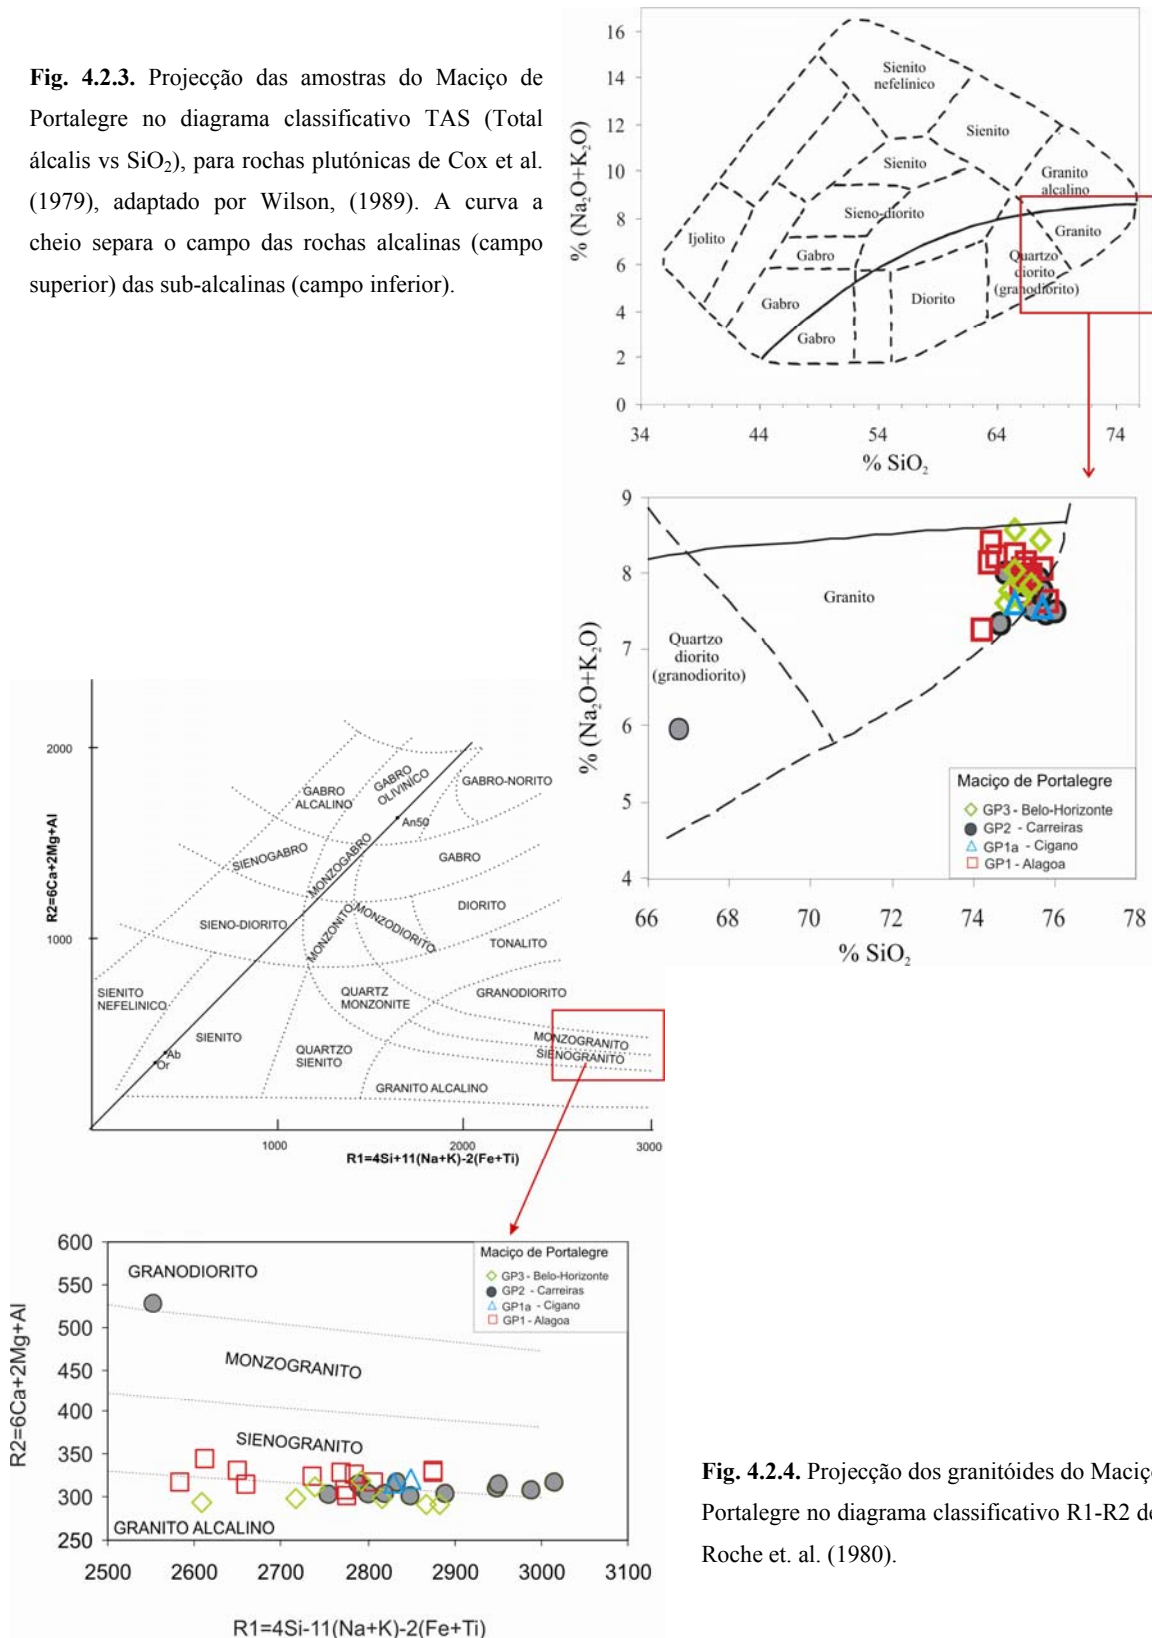 Fig. 4.2.3. Projecção das amostras do Maciço de
Portalegre no diagrama classificativo TAS (Total
álcalis vs SiO₂), para rochas plutónicas de Cox et al.
(1979), adaptado por Wilson, (1989). A curva a
cheio separa o campo das rochas alcalinas (campo
superior) das sub-alcalinas (campo inferior).
% (Na₂O+K₂O)
16
14
12
10
8
6
4
2
0
Sienito
nefelínico
Sienito
Sienito
Granito
alcalino
Sieno-diorito
Ijolito
Granito
Gabro
Quartzo
diorito
(granodiorito)
Gabro
Diorito
Gabro
34
44
54
64
74
% SiO₂
% (Na₂O+K₂O)
9
8
7
6
5
4
Granito
Quartzo
diorito
(granodiorito)
Maciço de Portalegre
GP3 - Belo-Horizonte
GP2 - Carreiras
GP1a - Cigano
GP1 - Alagoa
66
68
70
72
74
76
78
% SiO₂
R2=6Ca+2Mg+Al
2000
1000
GABRO
ALCALINO
GABRO
OLIVINICO
GABRO-NORITO
An50
SIENOGABRO
MONZOGABRO
GABRO
SIENO-DIORITO
MONZONITO
MONZODIORITO
DIORITO
TONALITO
SIENITO
NEFELINICO
QUARTZ
MONZONITE
GRANODIORITO
SIENITO
Ab
Or
QUARTZO
SIENITO
MONZOGRANITO
SIENOGRANITO
GRANITO ALCALINO
1000
2000
3000
R1=4Si+11(Na+K)-2(Fe+Ti)
R2=6Ca+2Mg+Al
600
550
500
450
400
350
300
250
GRANODIORITO
MONZOGRANITO
SIENOGRANITO
GRANITO ALCALINO
Maciço de Portalegre
GP3 - Belo-Horizonte
GP2 - Carreiras
GP1a - Cigano
GP1 - Alagoa
2500
2600
2700
2800
2900
3000
3100
R1=4Si-11(Na+K)-2(Fe+Ti)
Fig. 4.2.4. Projecção dos granitóides do Maciço
Portalegre no diagrama classificativo R1-R2 de
Roche et. al. (1980).